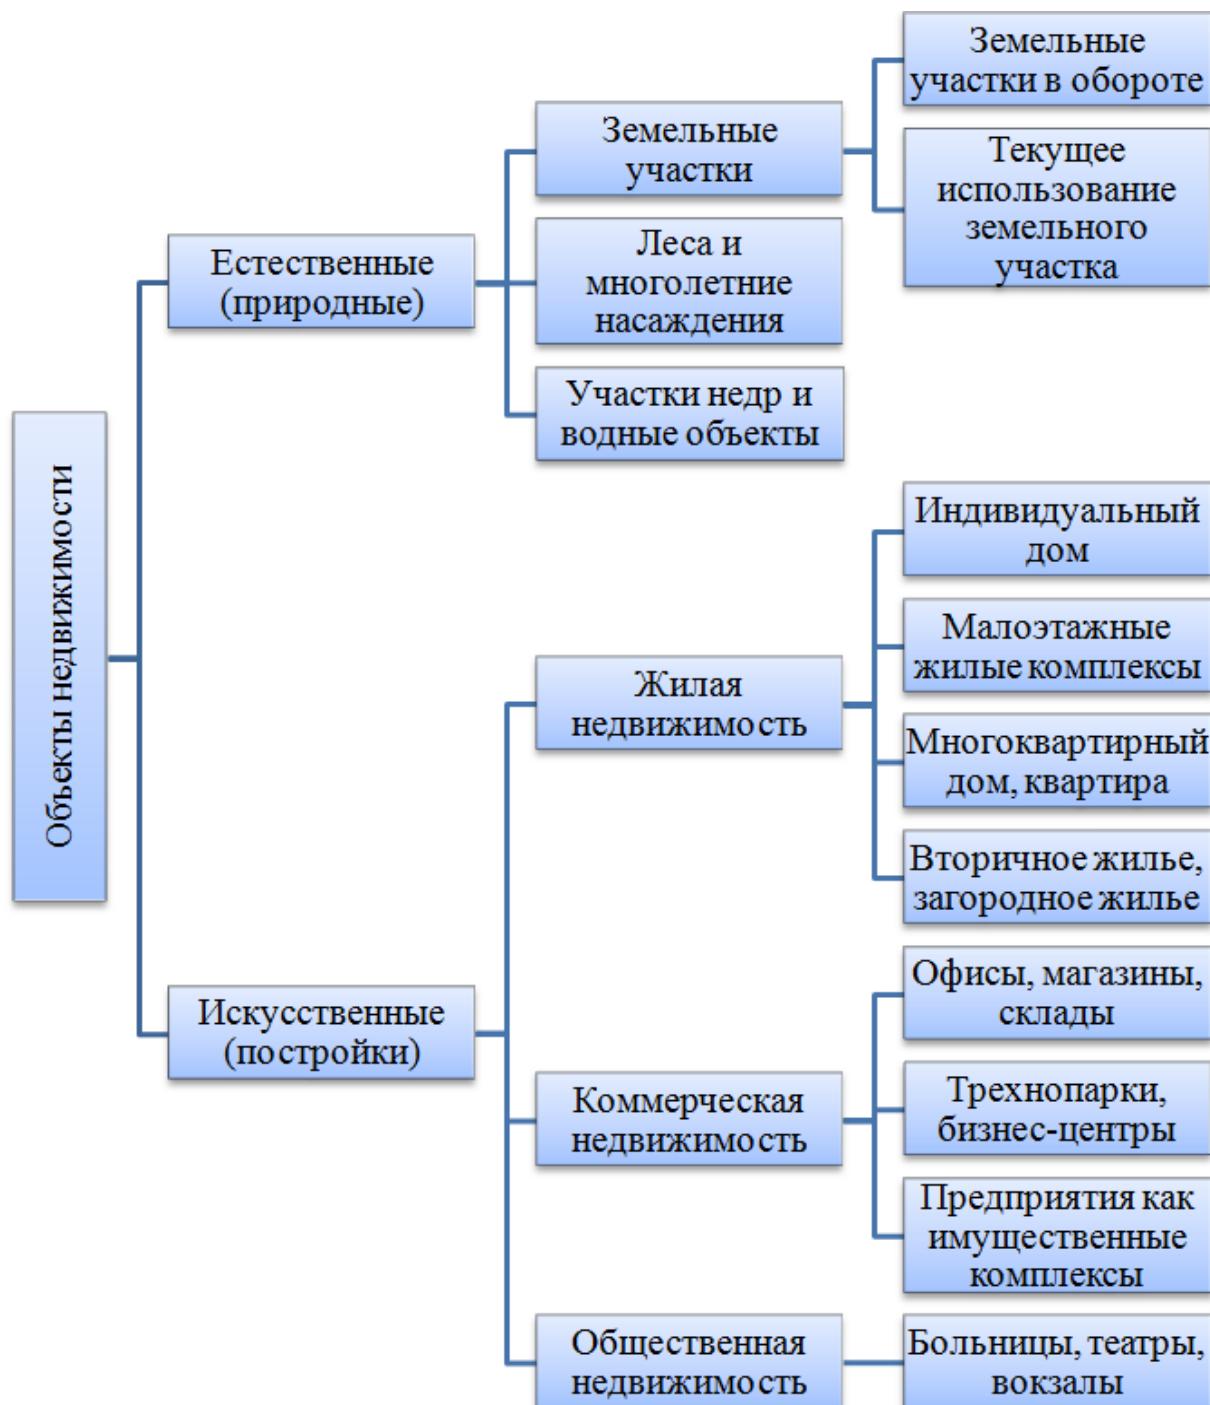 Объекты недвижимости
Естественные
(природные)
Земельные
участки
Земельные
участки в обороте
Текущее
использование
земельного
участка
Леса и
многолетние
насаждения
Участки недр и
водные объекты
Искусственные
(постройки)
Жилая
недвижимость
Индивидуальный
дом
Малоэтажные
жилые комплексы
Многоквартирный
дом, квартира
Вторичное жилье,
загородное жилье
Коммерческая
недвижимость
Офисы, магазины,
склады
Трехнопарки,
бизнес-центры
Предприятия как
имущественные
комплексы
Общественная
недвижимость
Больницы, театры,
вокзалы